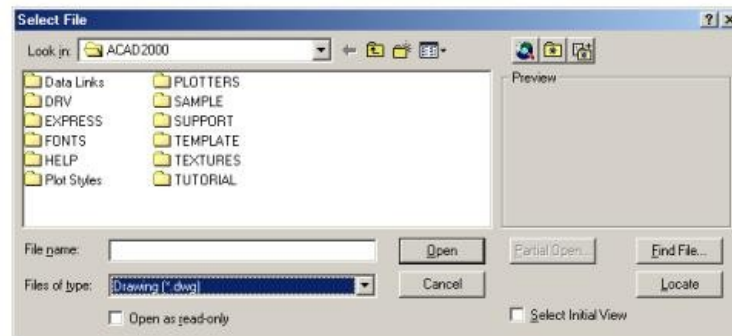 Select File
Look in: ACAD2000
Data Links
DRV
EXPRESS
FONTS
HELP
Plot Styles
PLOTTERS
SAMPLE
SUPPORT
TEMPLATE
TEXTURES
TUTORIAL
Preview
File name:
Open
Partial Open...
Find File...
Files of type: Drawing (*.dwg)
Cancel
Locate
Open as read-only
Select Initial View